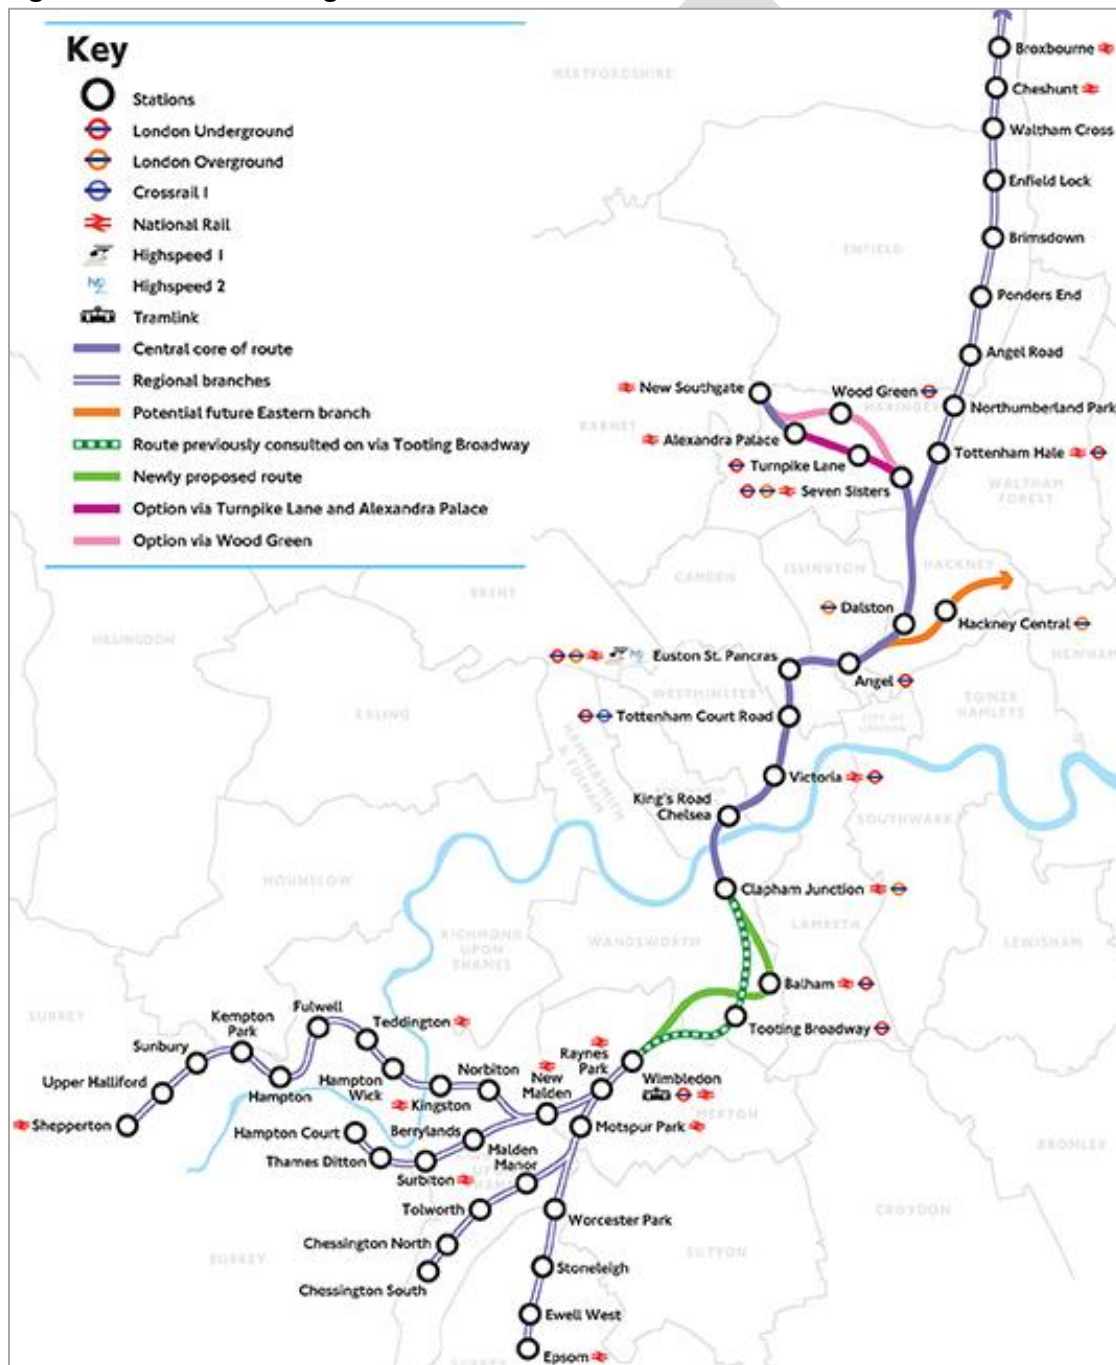 Key
Stations
London Underground
London Overground
Crossrail 1
National Rail
Highspeed 1
Highspeed 2
Tramlink
Central core of route
Regional branches
Potential future Eastern branch
Route previously consulted on via Tooting Broadway
Newly proposed route
Option via Turnpike Lane and Alexandra Palace
Option via Wood Green
HERTFORDSHIRE
Broxbourne
Cheshunt
Waltham Cross
Enfield Lock
Brimsdown
ENFIELD
Ponders End
Angel Road
New Southgate
Wood Green
HARINGEY
Northumberland Park
BARNET
Alexandra Palace
Turnpike Lane
Tottenham Hale
Seven Sisters
WALTHAM
FOREST
ISLINGTON
HACKNEY
CAMDEN
BRENT
Dalston
Hackney Central
HILLINGDON
Euston St. Pancras
NEWHAM
Angel
WESTMINSTER
TOWER
HAMLETS
EALING
Tottenham Court Road
CITY OF
LONDON
HAMMERSMITH
& FULHAM
Victoria
King's Road
Chelsea
SOUTHWARK
HOUNSLOW
Clapham Junction
LAMBETH
RICHMOND
UPON
THAMES
WANDSWORTH
LEWISHAM
Balham
SURREY
Kempton
Park
Fulwell
Teddington
Tooting Broadway
Sunbury
Raynes
Park
Upper Halliford
Hampton
Hampton
Wick
Norbiton
New
Malden
Wimbledon
Kingston
MERTON
Shepperton
Hampton Court
Berrylands
Motspur Park
BROMLEY
Thames Ditton
Malden
Manor
Surbiton
Tolworth
Worcester Park
CROYDON
Chessington North
SURREY
SUTTON
Stoneleigh
Chessington South
Ewell West
Epsom
SURREY